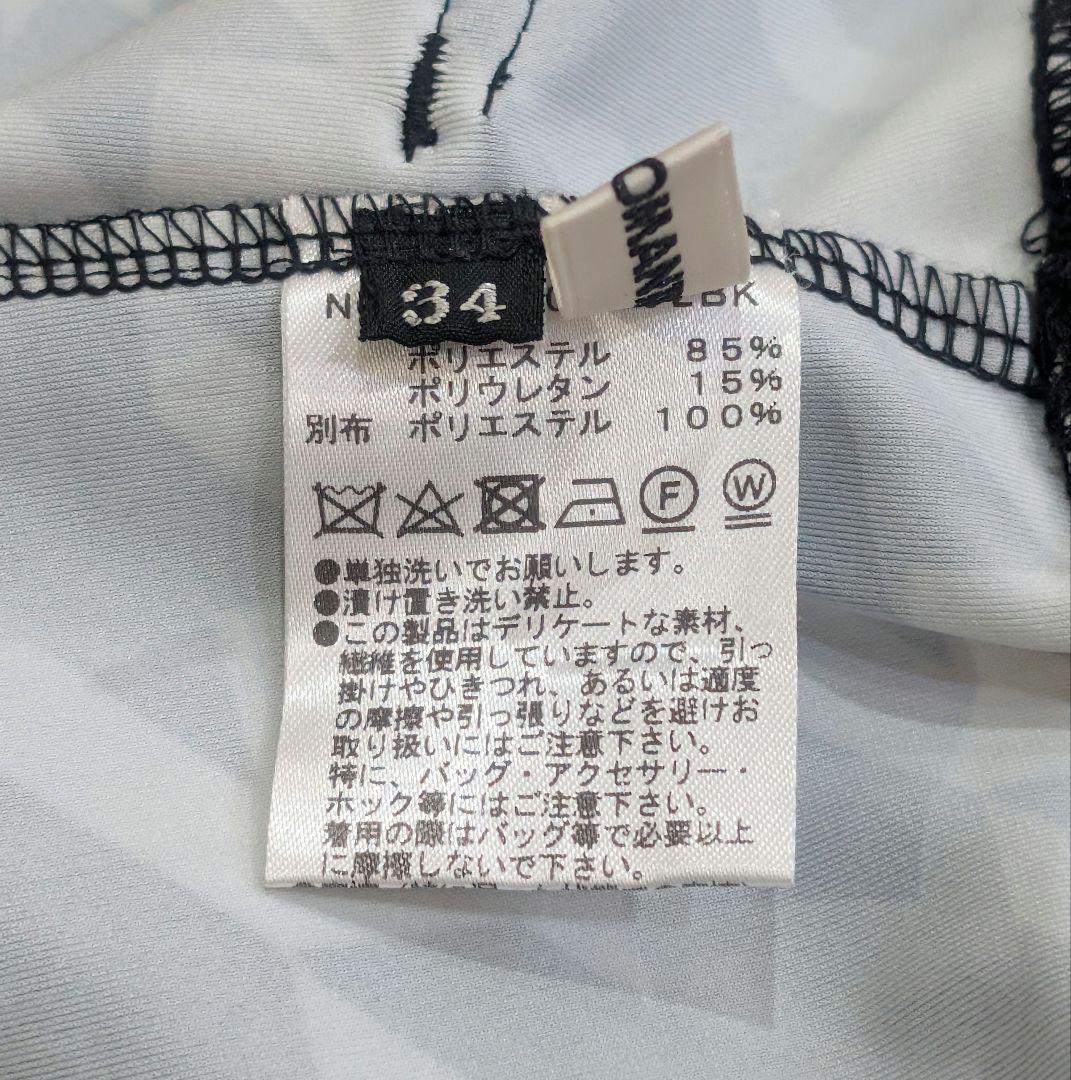 OMAN
34
BK
ポリエステル 85%
ポリウレタン 15%
別布 ポリエステル 100%
F
W
●単独洗いでお願いします。
●漬け置き洗い禁止。
●この製品はデリケートな素材、
繊維を使用していますので、引っ
掛けやひきつれ、あるいは過度
の摩擦や引っ張りなどを避けお
取り扱いにはご注意下さい。
特に、バッグ・アクセサリー・
ホック等にはご注意下さい。
着用の際はバッグ等で必要以上
に摩擦しないで下さい。